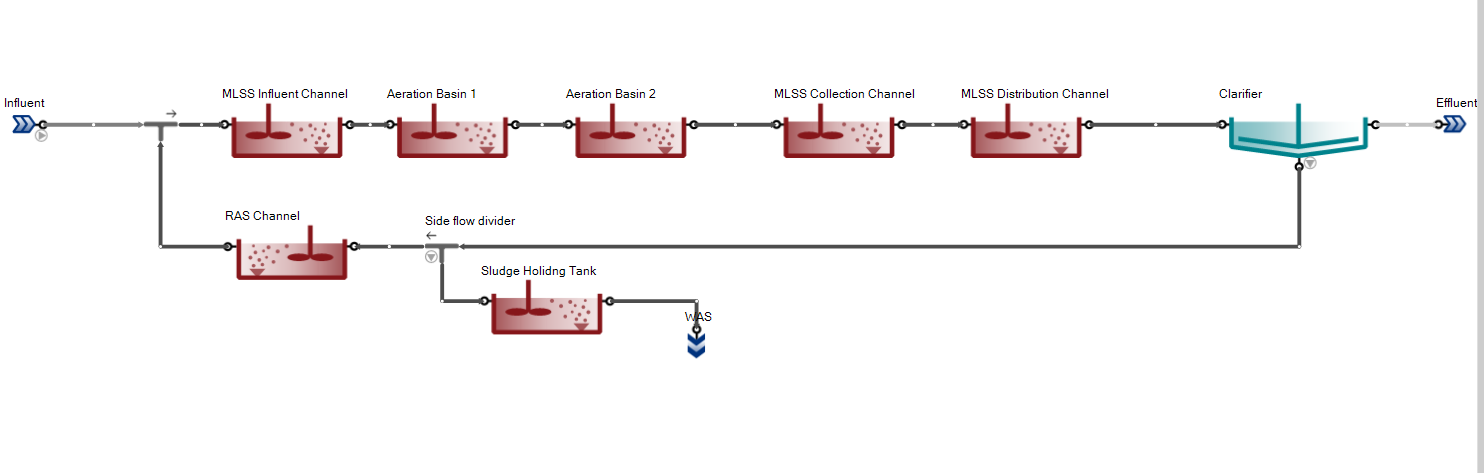 Influent
MLSS Influent Channel
Aeration Basin 1
Aeration Basin 2
MLSS Collection Channel
MLSS Distribution Channel
Clarifier
Effluent
RAS Channel
Side flow divider
Sludge Holidng Tank
WAS